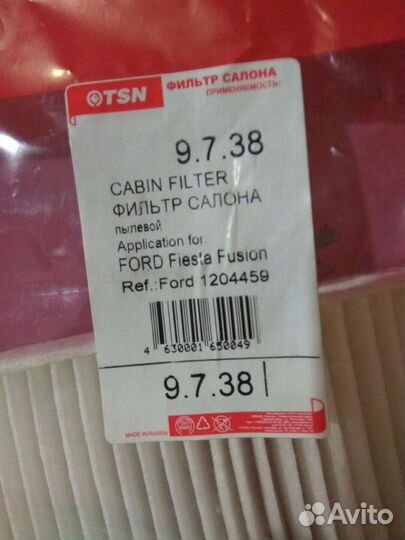 TSN
ФИЛЬТР САЛОНА
ПРИМЕНЯЕМОСТЬ:
9.7.38
CABIN FILTER
ФИЛЬТР САЛОНА
пылевой
Application for:
FORD Fiesta Fusion
Ref.:Ford 1204459
4 630001 650049
9.7.38
MADE IN RUSSIA
Avito